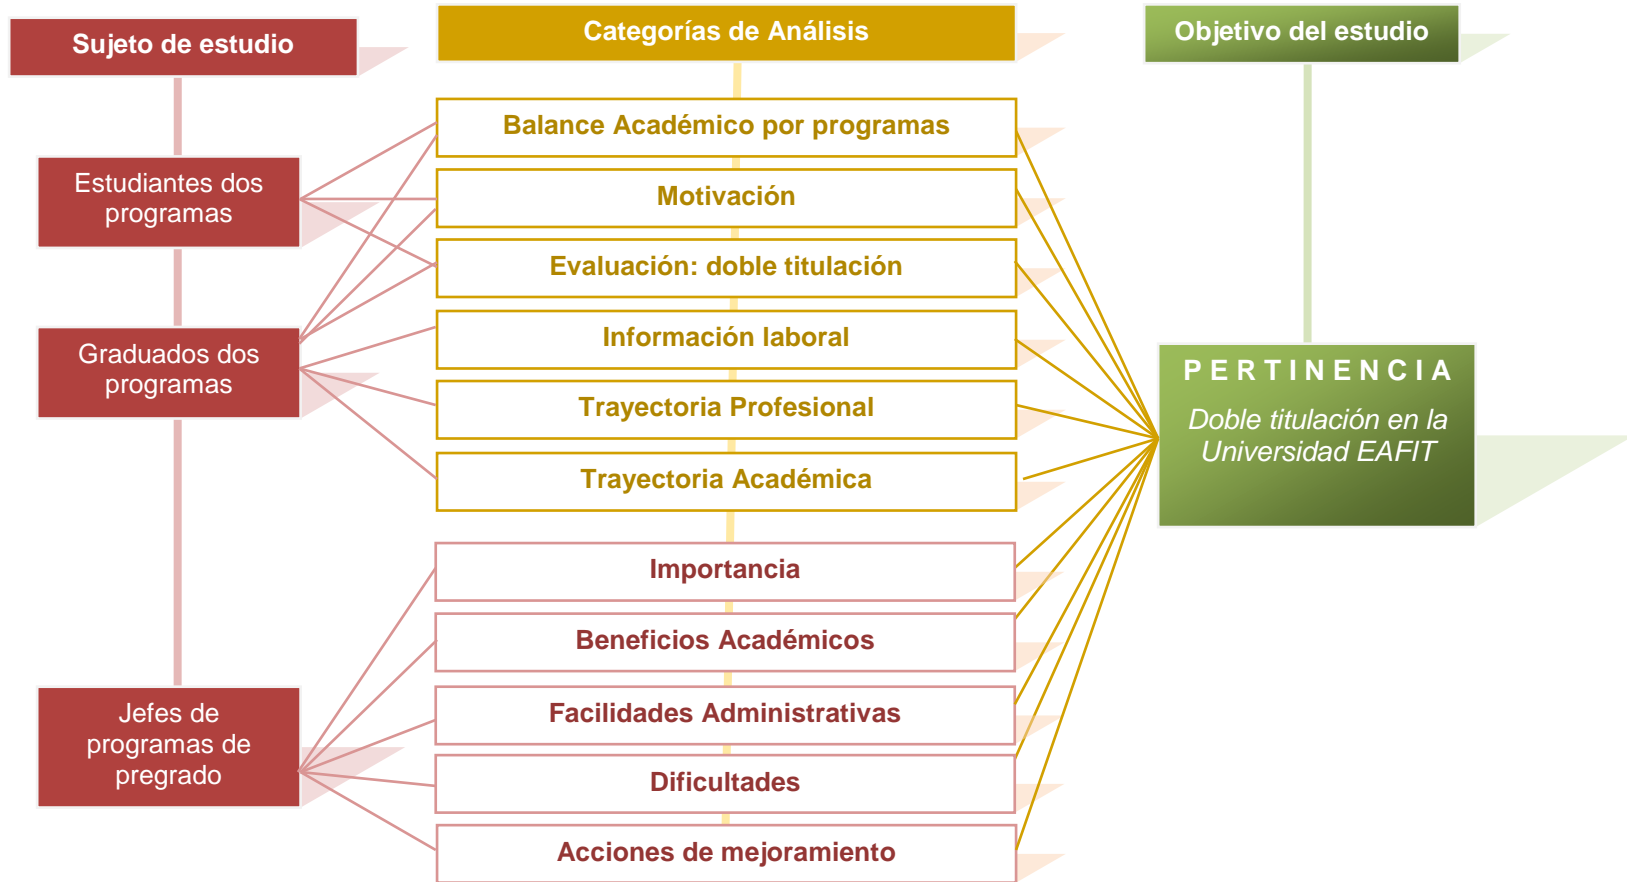 Sujeto de estudio
Categorías de Análisis
Objetivo del estudio
Estudiantes dos
programas
Graduados dos
programas
Jefes de
programas de
pregrado
Balance Académico por programas
Motivación
Evaluación: doble titulación
Información laboral
Trayectoria Profesional
Trayectoria Académica
Importancia
Beneficios Académicos
Facilidades Administrativas
Dificultades
Acciones de mejoramiento
P E R T I N E N C I A
Doble titulación en la
Universidad EAFIT